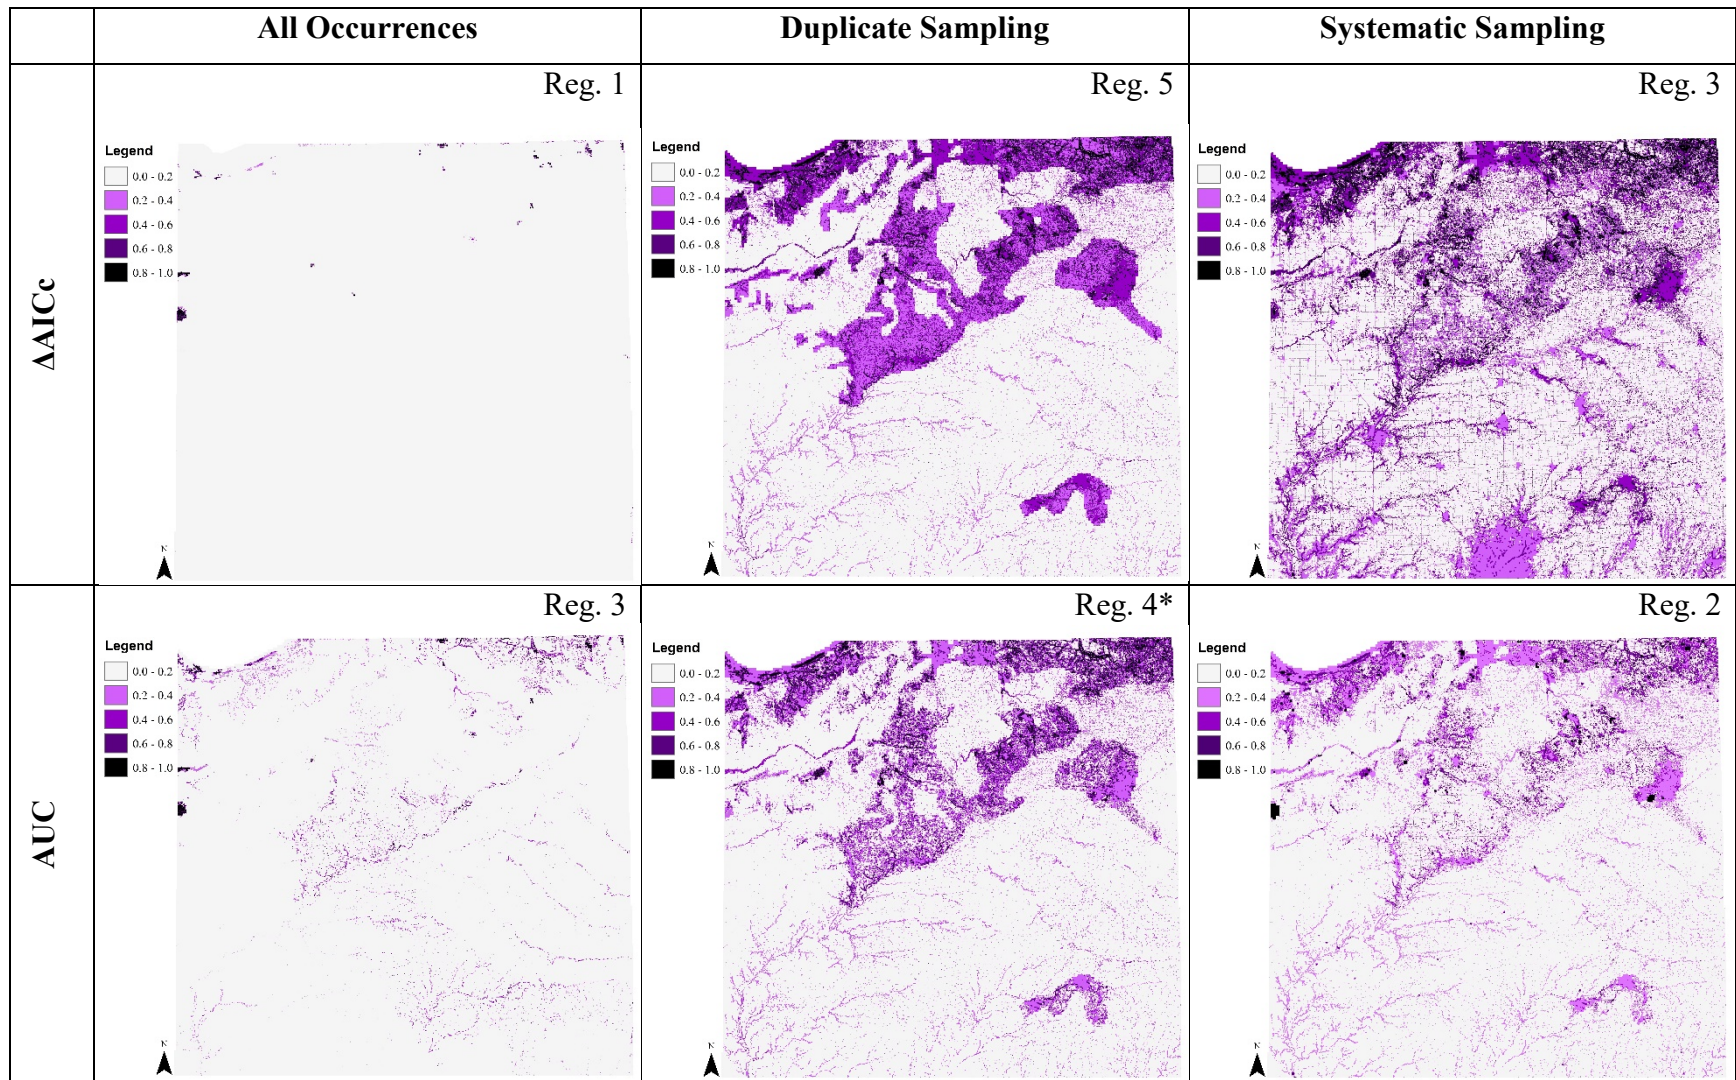 All Occurrences
Duplicate Sampling
Systematic Sampling
ΔAICc
Reg. 1
Legend
0.0 - 0.2
0.2 - 0.4
0.4 - 0.6
0.6 - 0.8
0.8 - 1.0
N
Reg. 5
Legend
0.0 - 0.2
0.2 - 0.4
0.4 - 0.6
0.6 - 0.8
0.8 - 1.0
N
Reg. 3
Legend
0.0 - 0.2
0.2 - 0.4
0.4 - 0.6
0.6 - 0.8
0.8 - 1.0
N
AUC
Reg. 3
Legend
0.0 - 0.2
0.2 - 0.4
0.4 - 0.6
0.6 - 0.8
0.8 - 1.0
N
Reg. 4*
Legend
0.0 - 0.2
0.2 - 0.4
0.4 - 0.6
0.6 - 0.8
0.8 - 1.0
N
Reg. 2
Legend
0.0 - 0.2
0.2 - 0.4
0.4 - 0.6
0.6 - 0.8
0.8 - 1.0
N